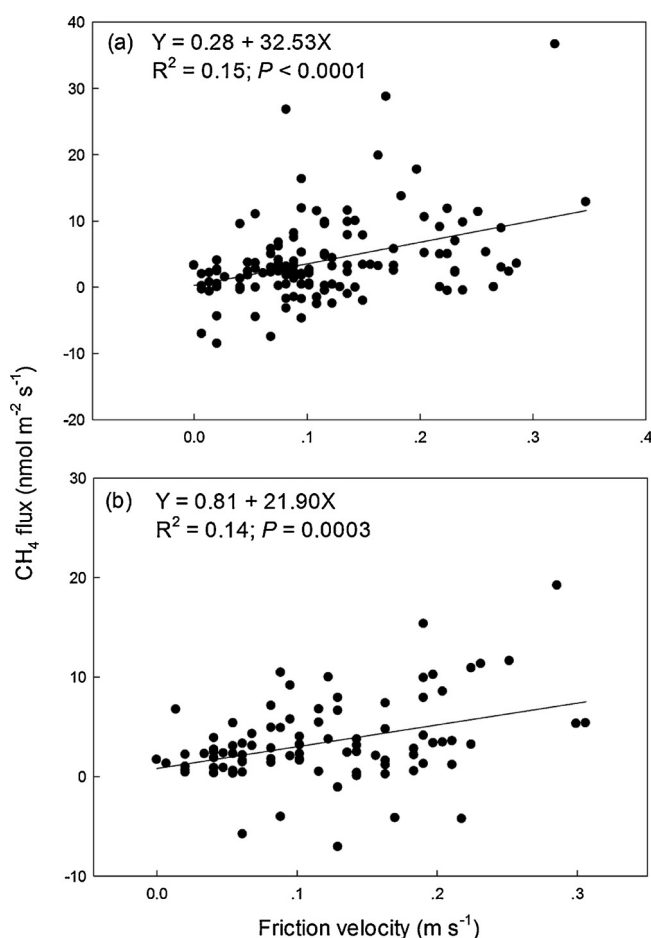 (a) Y = 0.28 + 32.53X
R² = 0.15; P < 0.0001
40
30
20
10
0
-10
-20
0.0 .1 .2 .3 .4
CH₄ flux (nmol m⁻² s⁻¹)
(b) Y = 0.81 + 21.90X
R² = 0.14; P = 0.0003
30
20
10
0
-10
0.0 .1 .2 .3
Friction velocity (m s⁻¹)